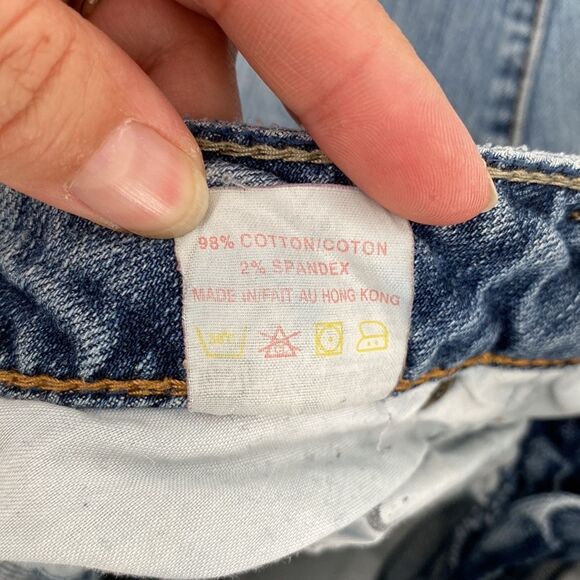 98% COTTON/COTON
2% SPANDEX
MADE IN/FAIT AU HONG KONG